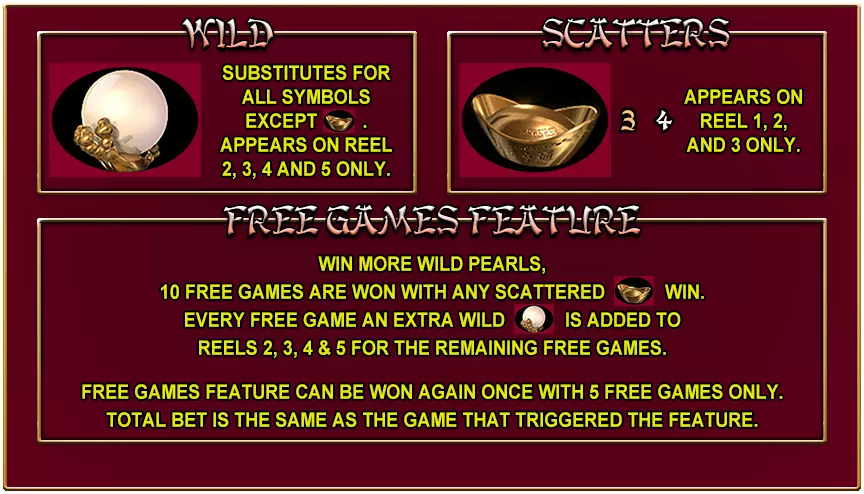 WILD
SUBSTITUTES FOR
ALL SYMBOLS
EXCEPT .
APPEARS ON REEL
2, 3, 4 AND 5 ONLY.
SCATTERS
3 4
APPEARS ON
REEL 1, 2,
AND 3 ONLY.
FREE GAMES FEATURE
WIN MORE WILD PEARLS,
10 FREE GAMES ARE WON WITH ANY SCATTERED WIN.
EVERY FREE GAME AN EXTRA WILD IS ADDED TO
REELS 2, 3, 4 & 5 FOR THE REMAINING FREE GAMES.
FREE GAMES FEATURE CAN BE WON AGAIN ONCE WITH 5 FREE GAMES ONLY.
TOTAL BET IS THE SAME AS THE GAME THAT TRIGGERED THE FEATURE.